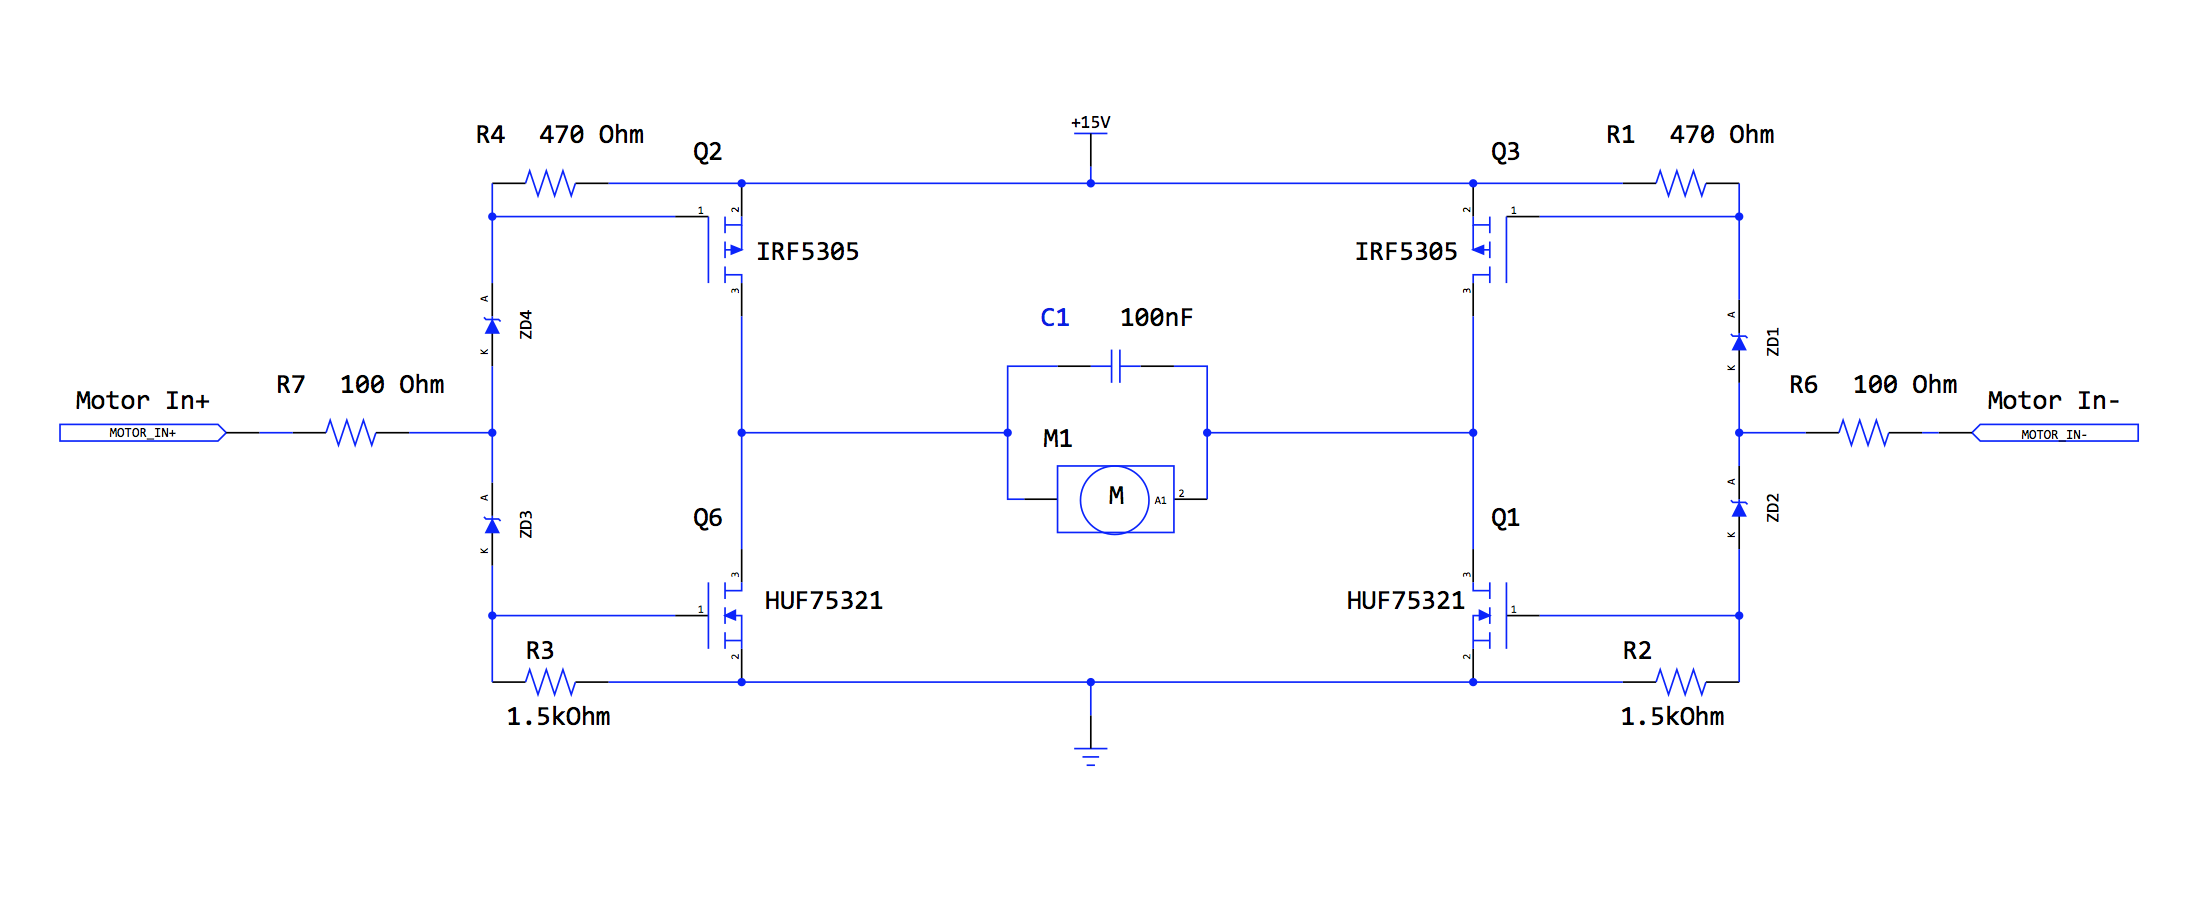 +15V
R4 470 Ohm
Q2
Q3
R1 470 Ohm
1
2
2
1
IRF5305
IRF5305
3
3
A
ZD4
K
C1 100nF
A
ZD1
K
Motor In+
MOTOR_IN+
R7 100 Ohm
M1
M
A1
2
R6 100 Ohm
Motor In-
MOTOR_IN-
A
ZD3
K
Q6
Q1
A
ZD2
K
3
3
1
HUF75321
HUF75321
1
2
2
R3
1.5kOhm
R2
1.5kOhm